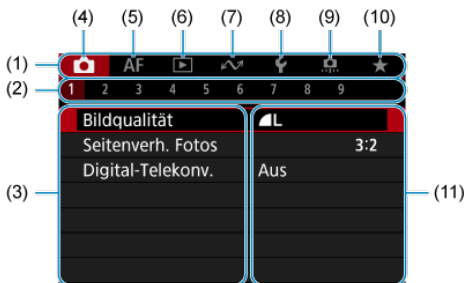 (4) (5) (6) (7) (8) (9) (10)
(1) AF
(2) 1 2 3 4 5 6 7 8 9
Bildqualität L
Seitenverh. Fotos 3:2
Digital-Telekonv. Aus
(3) (11)